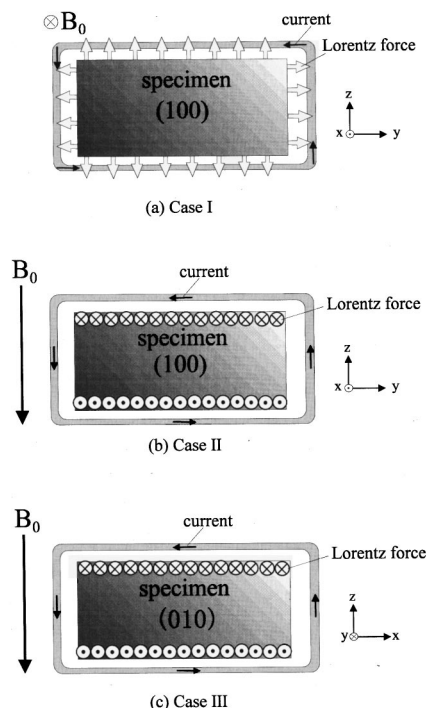 ⊗ B₀
current
Lorentz force
specimen
(100)
z
x
y
(a) Case I
B₀
current
Lorentz force
specimen
(100)
z
x
y
(b) Case II
B₀
current
Lorentz force
specimen
(010)
z
y
x
(c) Case III